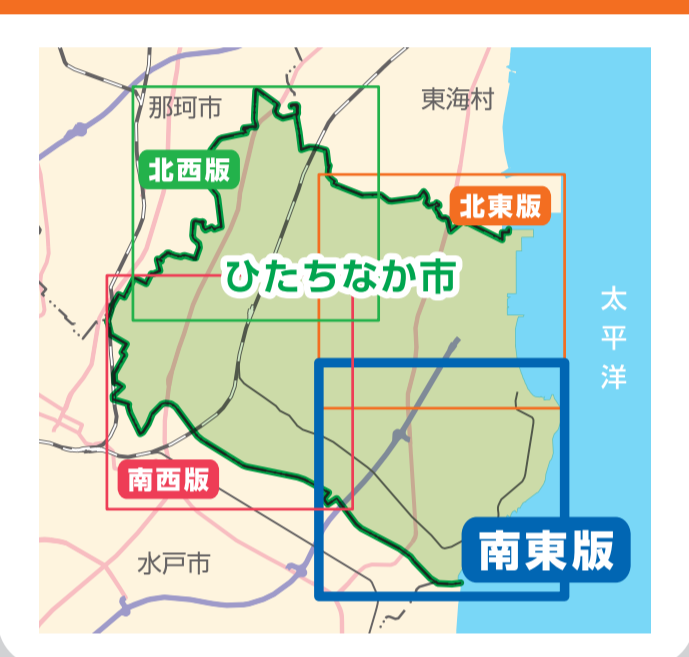 那珂市
東海村
北西版
北東版
ひたちなか市
太平洋
南西版
南東版
水戸市